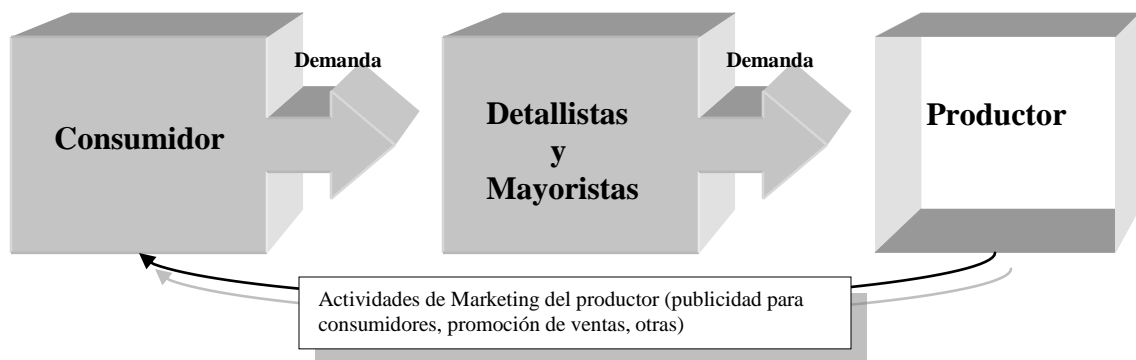 Demanda
Demanda
Consumidor
Detallistas
y
Mayoristas
Productor
Actividades de Marketing del productor (publicidad para
consumidores, promoción de ventas, otras)